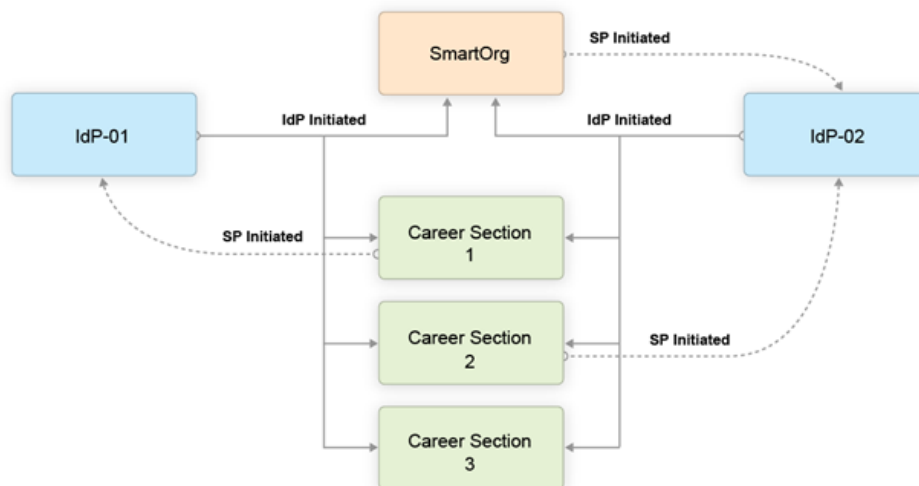 SP Initiated
SmartOrg
IdP-01
IdP Initiated
IdP Initiated
IdP-02
SP Initiated
Career Section
1
Career Section
2
SP Initiated
Career Section
3